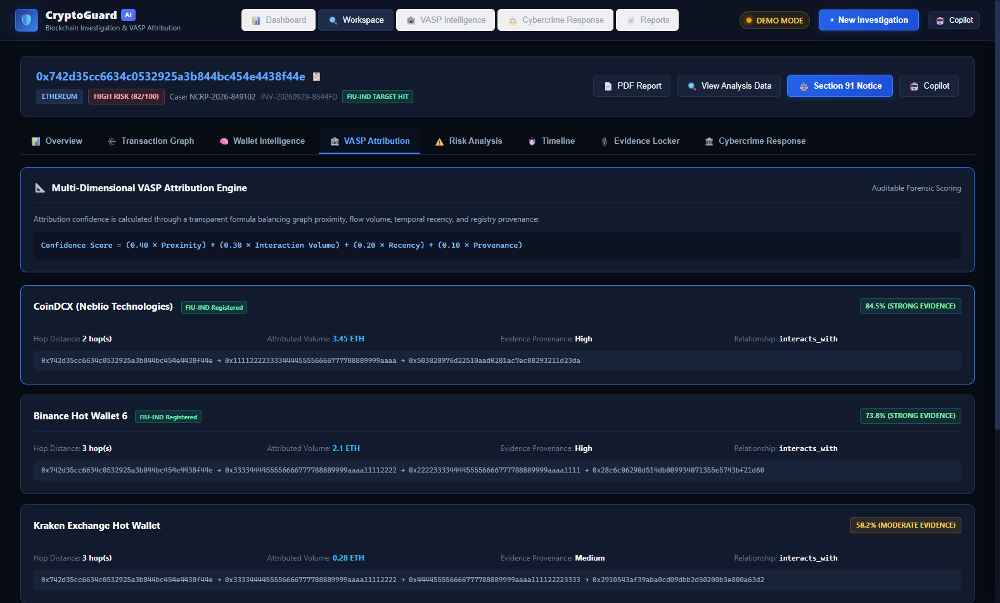 CryptoGuard AI
Blockchain Investigation & VASP Attribution
Dashboard
Workspace
VASP Intelligence
Cybercrime Response
Reports
DEMO MODE
+ New Investigation
Copilot
0x742d35cc6634c0532925a3b844bc454e4438f44e
ETHEREUM
HIGH RISK (82/100)
Case: NCRP-2026-849102
INV-20260929-8644FD
FIU-IND TARGET HIT
PDF Report
View Analysis Data
Section 91 Notice
Copilot
Overview
Transaction Graph
Wallet Intelligence
VASP Attribution
Risk Analysis
Timeline
Evidence Locker
Cybercrime Response
Multi-Dimensional VASP Attribution Engine
Auditable Forensic Scoring
Attribution confidence is calculated through a transparent formula balancing graph proximity, flow volume, temporal recency, and registry provenance:
Confidence Score = (0.40 × Proximity) + (0.30 × Interaction Volume) + (0.20 × Recency) + (0.10 × Provenance)
CoinDCX (Neblio Technologies)
FIU-IND Registered
84.5% (STRONG EVIDENCE)
Hop Distance: 2 hop(s)
Attributed Volume: 3.45 ETH
Evidence Provenance: High
Relationship: interacts_with
0x742d35cc6634c0532925a3b844bc454e4438f44e → 0x111122223333444455556666777788889999aaaa → 0x503828976d22510aad0201ac7ec88293211d23da
Binance Hot Wallet 6
FIU-IND Registered
73.8% (STRONG EVIDENCE)
Hop Distance: 3 hop(s)
Attributed Volume: 2.1 ETH
Evidence Provenance: High
Relationship: interacts_with
0x742d35cc6634c0532925a3b844bc454e4438f44e → 0x3333444455556666777788889999aaaa11112222 → 0x22223333444455556666777788889999aaaa1111 → 0x28c6c06298d514db089934071355e5743bf21d60
Kraken Exchange Hot Wallet
58.2% (MODERATE EVIDENCE)
Hop Distance: 3 hop(s)
Attributed Volume: 0.28 ETH
Evidence Provenance: Medium
Relationship: interacts_with
0x742d35cc6634c0532925a3b844bc454e4438f44e → 0x3333444455556666777788889999aaaa11112222 → 0x444455556666777788889999aaaa111122223333 → 0x2910543af39aba0cd09dbb2d50200b3e800a63d2